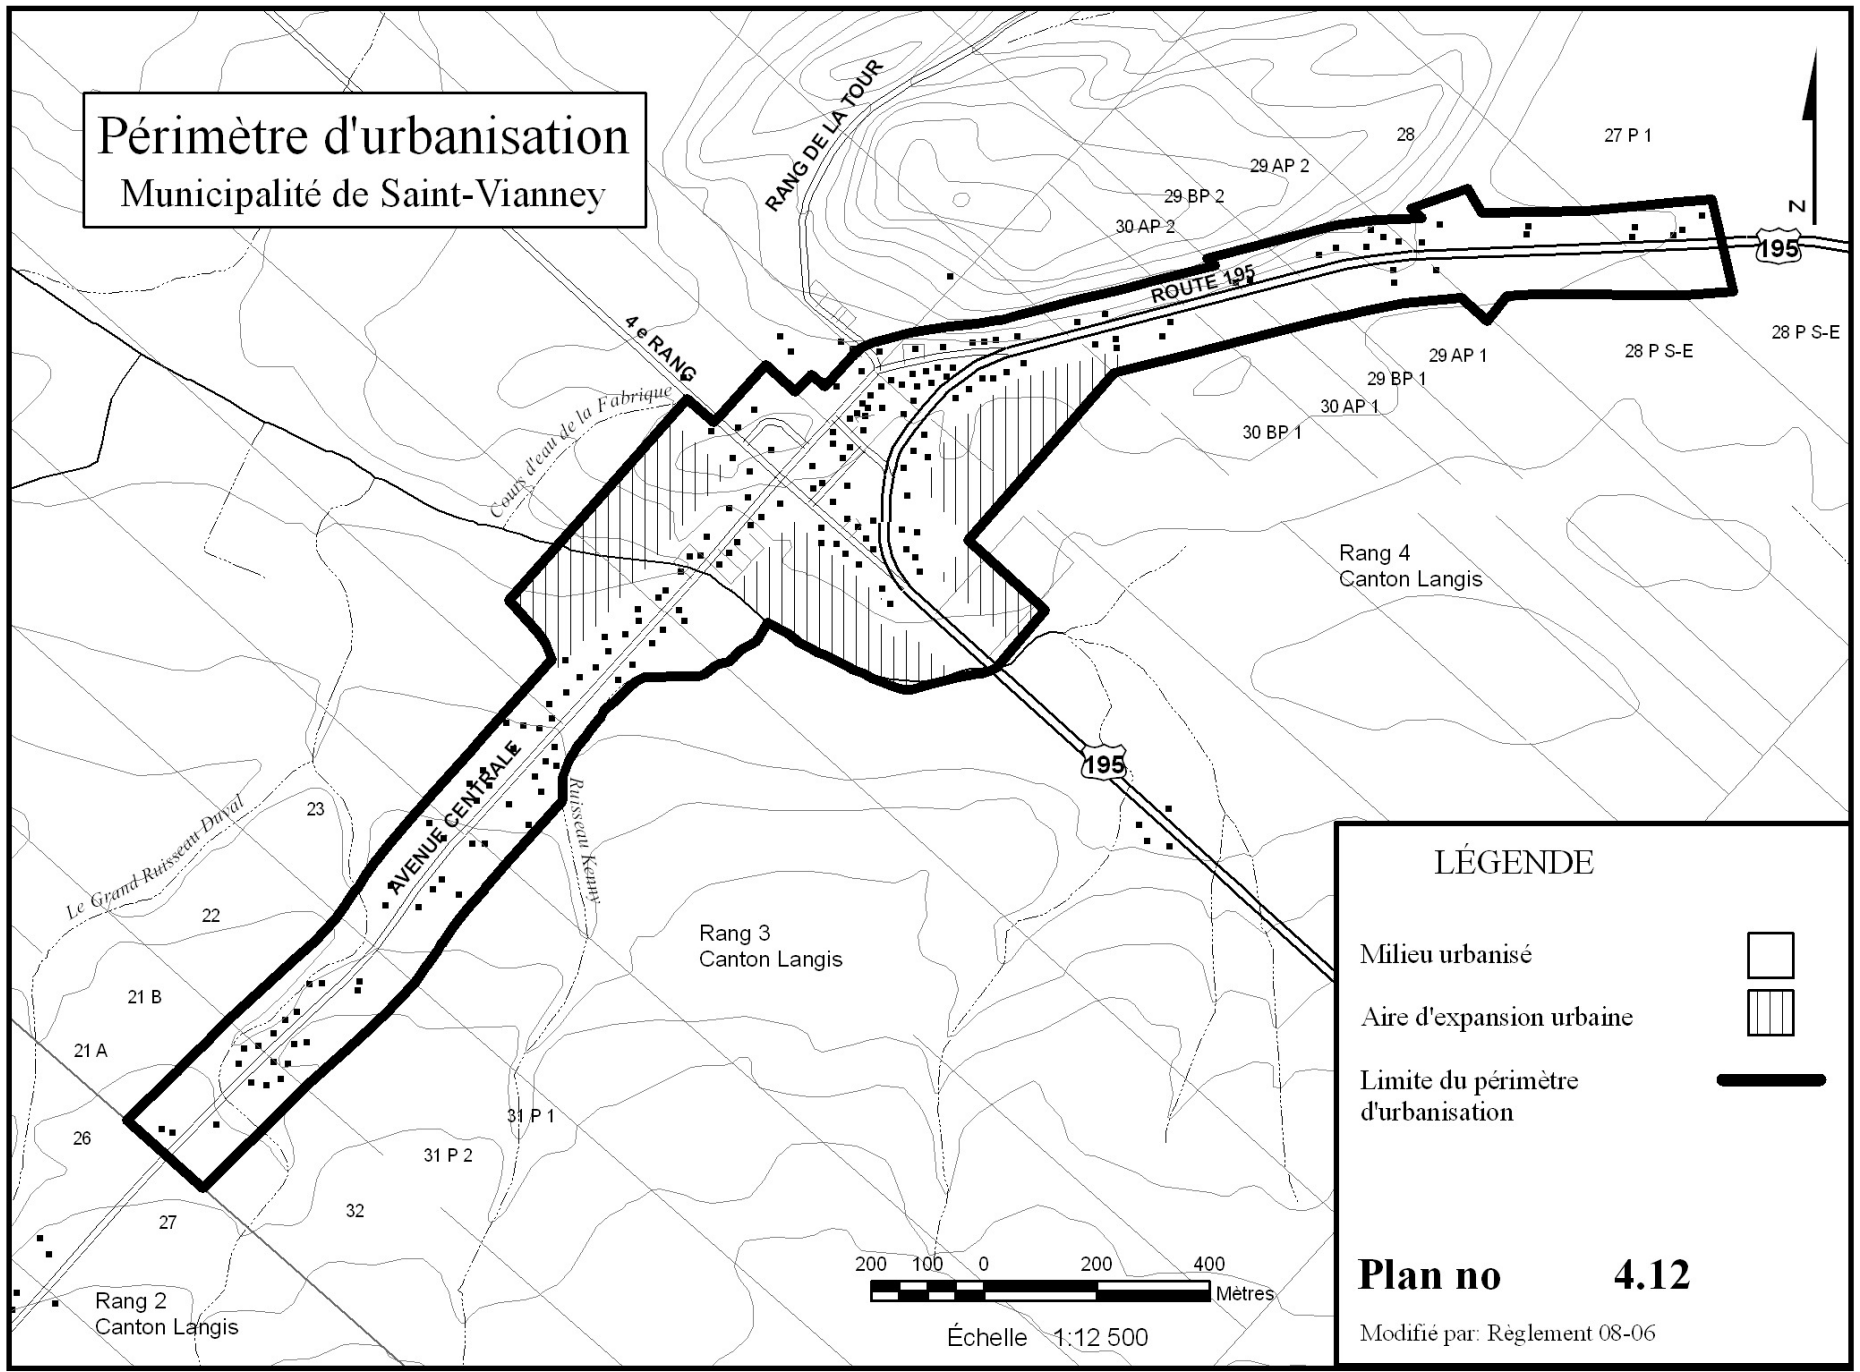 Périmètre d'urbanisation
Municipalité de Saint-Vianney
RANG DE LA TOUR
28
27 P 1
29 AP 2
29 BP 2
30 AP 2
N
195
ROUTE 195
4 e RANG
28 P S-E
28 P S-E
29 AP 1
29 BP 1
30 AP 1
30 BP 1
Cours d'eau de la Fabrique
Rang 4
Canton Langis
195
AVENUE CENTRALE
Ruisseau Kenny
Le Grand Ruisseau Duval
23
22
21 B
21 A
26
27
Rang 3
Canton Langis
31 P 1
31 P 2
32
Rang 2
Canton Langis
200 100 0 200 400
Mètres
Échelle 1:12 500
LÉGENDE
Milieu urbanisé
Aire d'expansion urbaine
Limite du périmètre
d'urbanisation
Plan no 4.12
Modifié par: Règlement 08-06